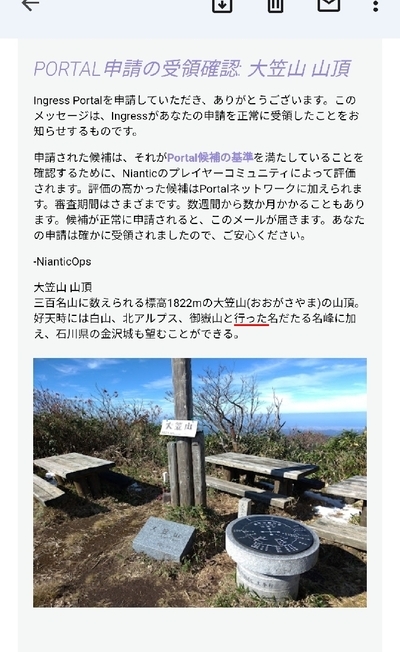 PORTAL申請の受領確認: 大笠山 山頂
Ingress Portalを申請していただき、ありがとうございます。この
メッセージは、Ingressがあなたの申請を正常に受領したことをお
知らせするものです。
申請された候補は、それがPortal候補の基準を満たしていることを
確認するために、Nianticのプレイヤーコミュニティによって評価
されます。評価の高かった候補はPortalネットワークに加えられま
す。審査期間はさまざまです。数週間から数か月かかることもあり
ます。候補が正常に申請されると、このメールが届きます。あなた
の申請は確かに受領されましたので、ご安心ください。
-NianticOps
大笠山 山頂
三百名山に数えられる標高1822mの大笠山(おおがさやま)の山頂。
好天時には白山、北アルプス、御嶽山と行った名だたる名峰に加
え、石川県の金沢城も望むことができる。
大笠山